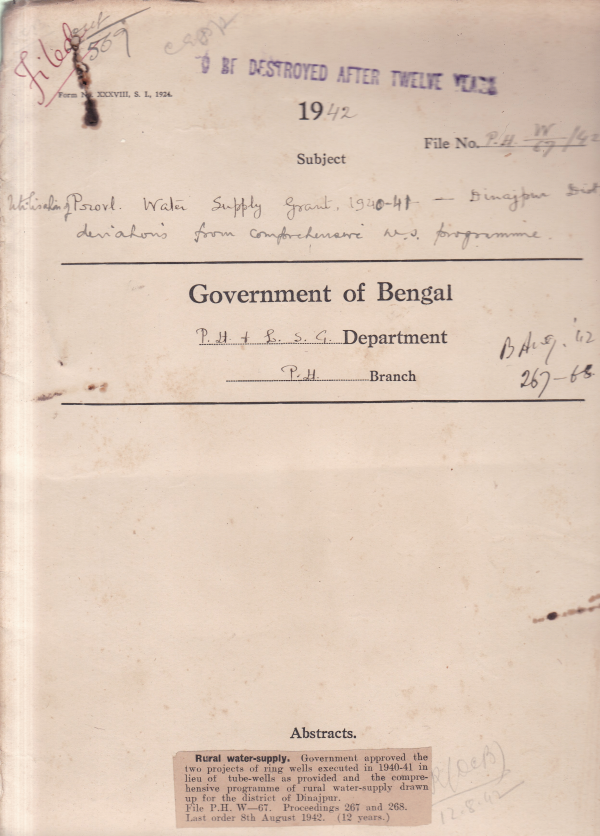 Filed
559
TO BE DESTROYED AFTER TWELVE YEARS
Form No. XXXVIII, S. I., 1924.
1942
File No. P.H. W/67 /42
Subject
Utilisation of Provl. Water Supply Grant, 1940-41 — Dinajpur Dist
deviations from comprehensive w.s. programme.
Government of Bengal
P.H. & L. S. G. Department
P.H. Branch
B Aug. '42
267-68
Abstracts.
Rural water-supply. Government approved the
two projects of ring wells executed in 1940-41 in
lieu of tube-wells as provided and the compre-
hensive programme of rural water-supply drawn
up for the district of Dinajpur.
File P.H. W—67. Proceedings 267 and 268.
Last order 8th August 1942. (12 years.)
12.8.42